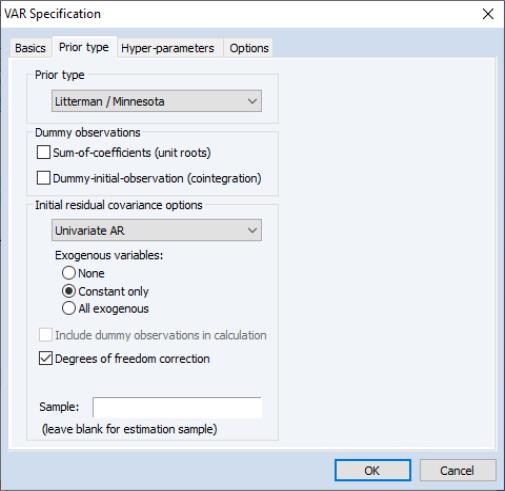 VAR Specification
Basics Prior type Hyper-parameters Options
Prior type
Litterman / Minnesota
Dummy observations
Sum-of-coefficients (unit roots)
Dummy-initial-observation (cointegration)
Initial residual covariance options
Univariate AR
Exogenous variables:
None
Constant only
All exogenous
Include dummy observations in calculation
Degrees of freedom correction
Sample:
(leave blank for estimation sample)
OK Cancel